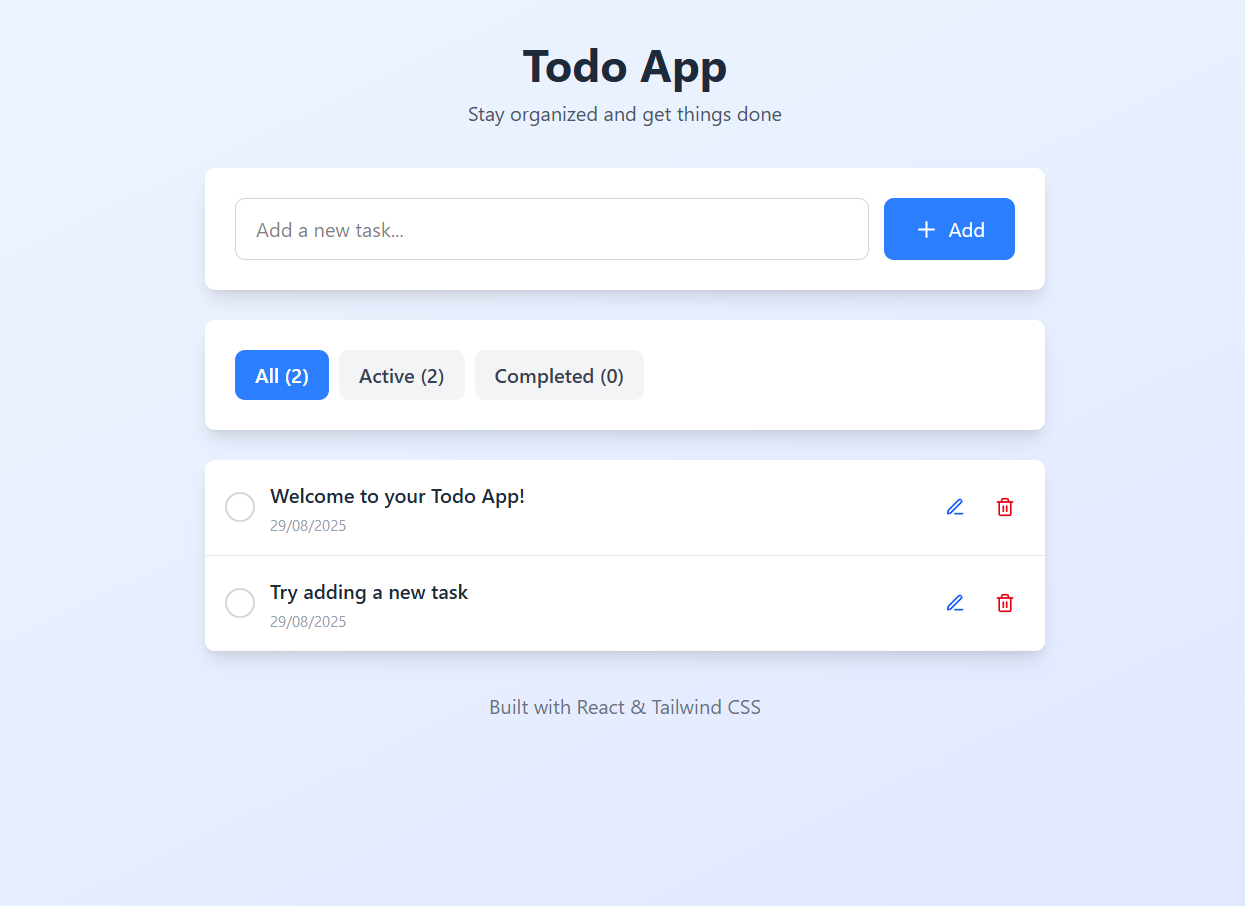 Todo App
Stay organized and get things done
Add a new task...
Add
All (2) Active (2) Completed (0)
Welcome to your Todo App!
29/08/2025
Try adding a new task
29/08/2025
Built with React & Tailwind CSS